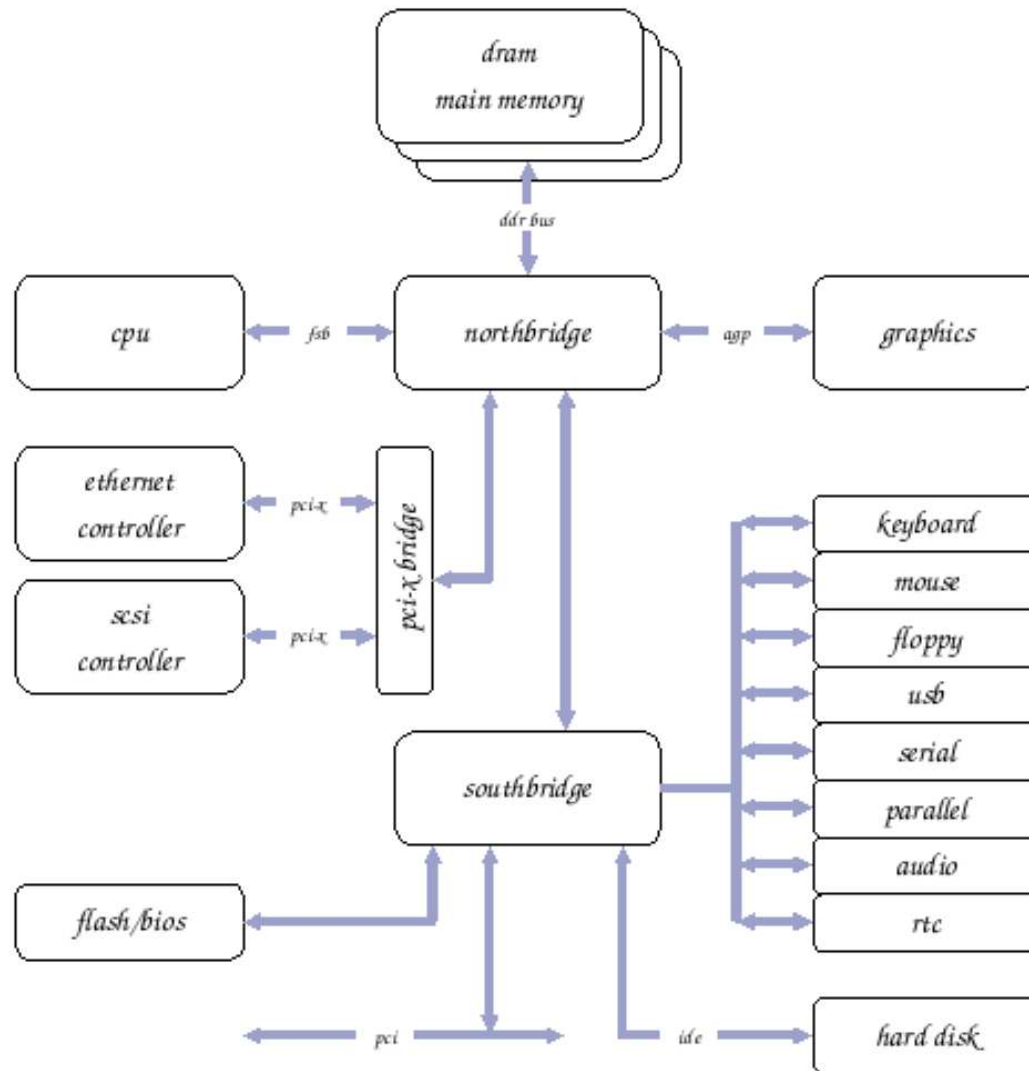 dram
main memory
ddr bus
cpu
fsb
northbridge
agp
graphics
ethernet
controller
pci-x
pci-x bridge
scsi
controller
pci-x
keyboard
mouse
floppy
usb
serial
parallel
audio
rtc
southbridge
flash/bios
pci
ide
hard disk